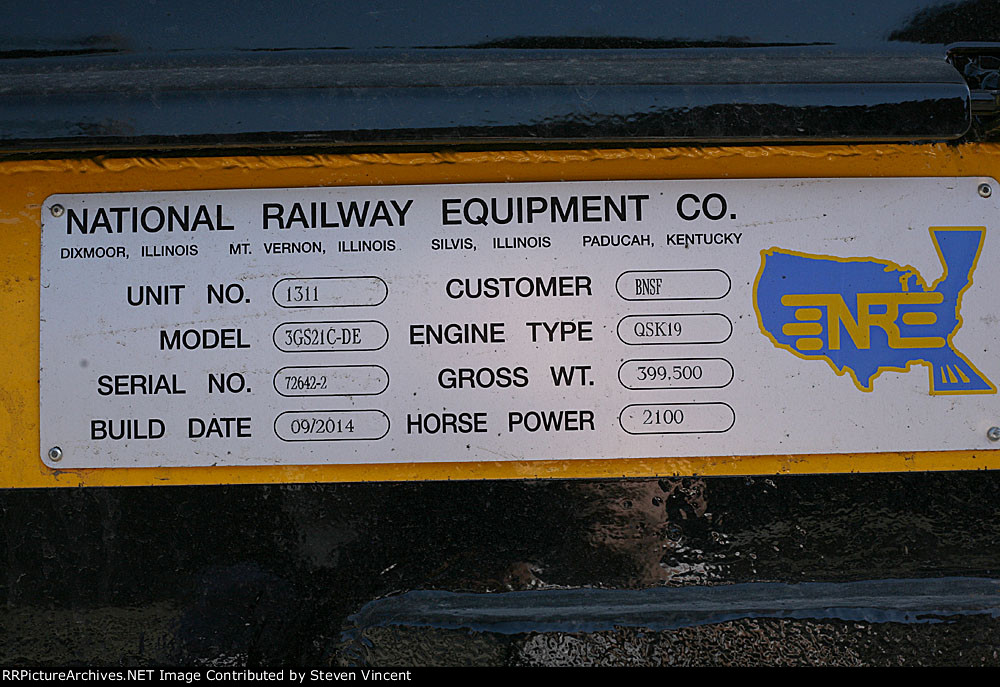 NATIONAL RAILWAY EQUIPMENT CO.
DIXMOOR, ILLINOIS MT. VERNON, ILLINOIS SILVIS, ILLINOIS PADUCAH, KENTUCKY
UNIT NO. 1311 CUSTOMER BNSF
MODEL 3GS21C-DE ENGINE TYPE QSK19
SERIAL NO. 72642-2 GROSS WT. 399.500
BUILD DATE 09/2014 HORSE POWER 2100
NRE
RRPictureArchives.NET Image Contributed by Steven Vincent